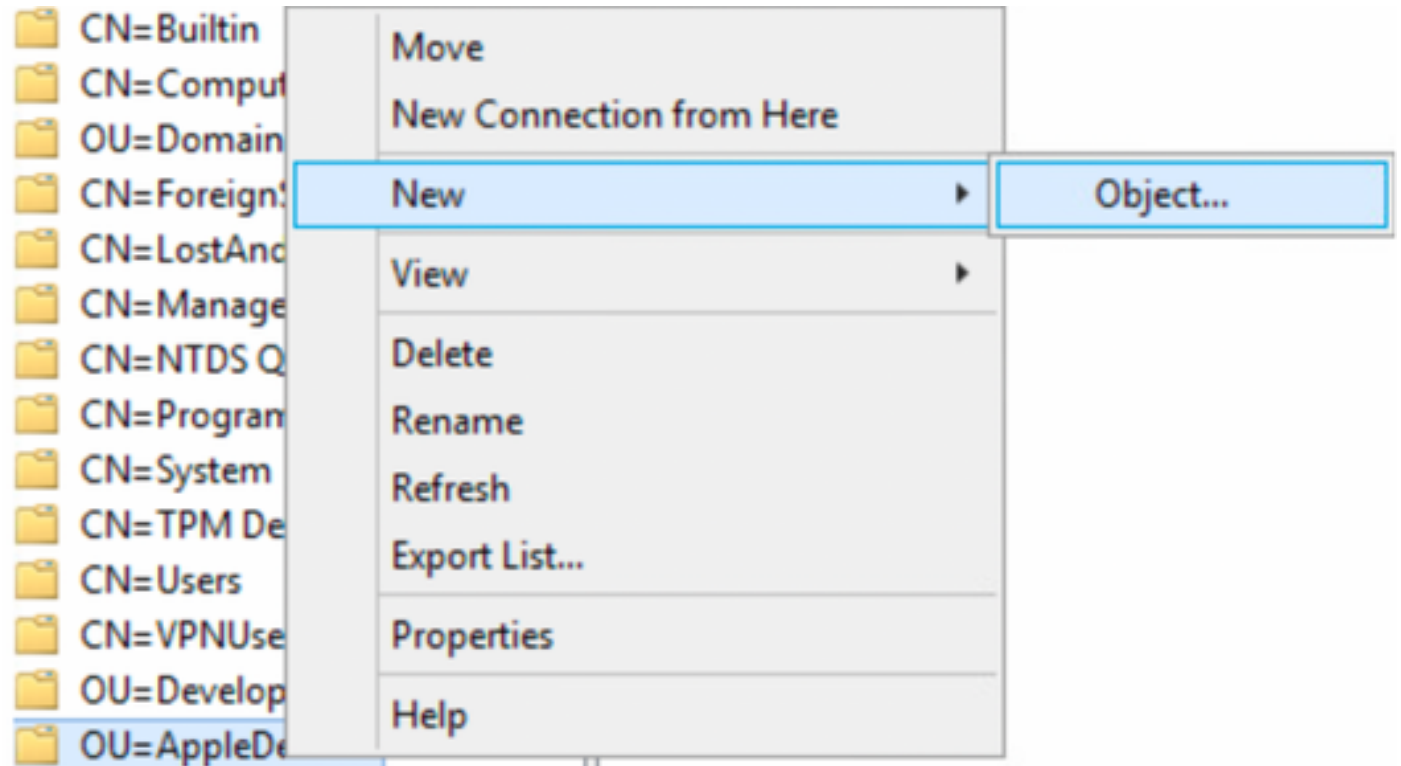 CN=Builtin
CN=Comput
OU=Domain
CN=Foreign
CN=LostAnd
CN=Manage
CN=NTDS Q
CN=Program
CN=System
CN=TPM De
CN=Users
CN=VPNUse
OU=Develop
OU=AppleDe
Move
New Connection from Here
New
Object...
View
Delete
Rename
Refresh
Export List...
Properties
Help